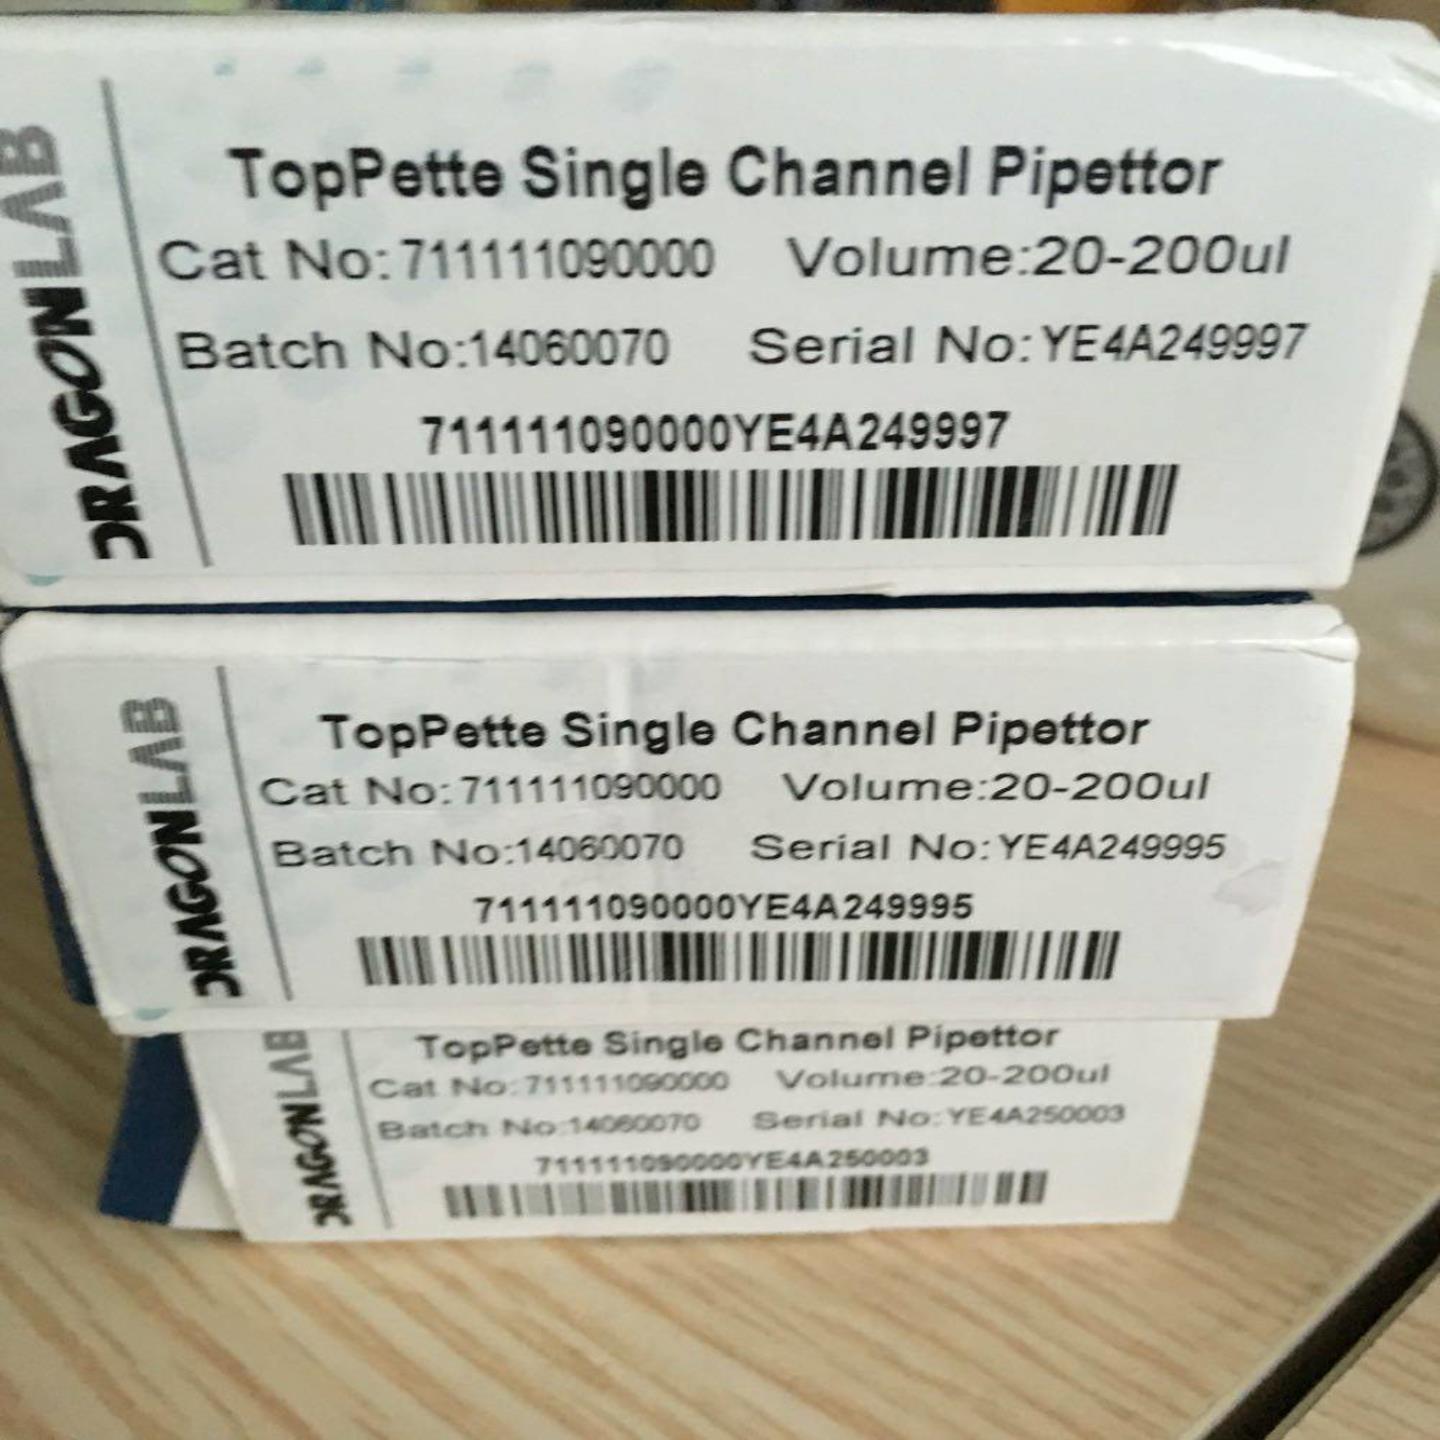 DRAGONLAB
TopPette Single Channel Pipettor
Cat No: 711111090000 Volume:20-200ul
Batch No:14060070 Serial No: YE4A249997
711111090000YE4A249997
DRAGONLAB
TopPette Single Channel Pipettor
Cat No: 711111090000 Volume:20-200ul
Batch No:14060070 Serial No: YE4A249995
711111090000YE4A249995
DRAGONLAB
TopPette Single Channel Pipettor
Cat No: 711111090000 Volume:20-200ul
Batch No:14060070 Serial No: YE4A250003
711111090000YE4A250003